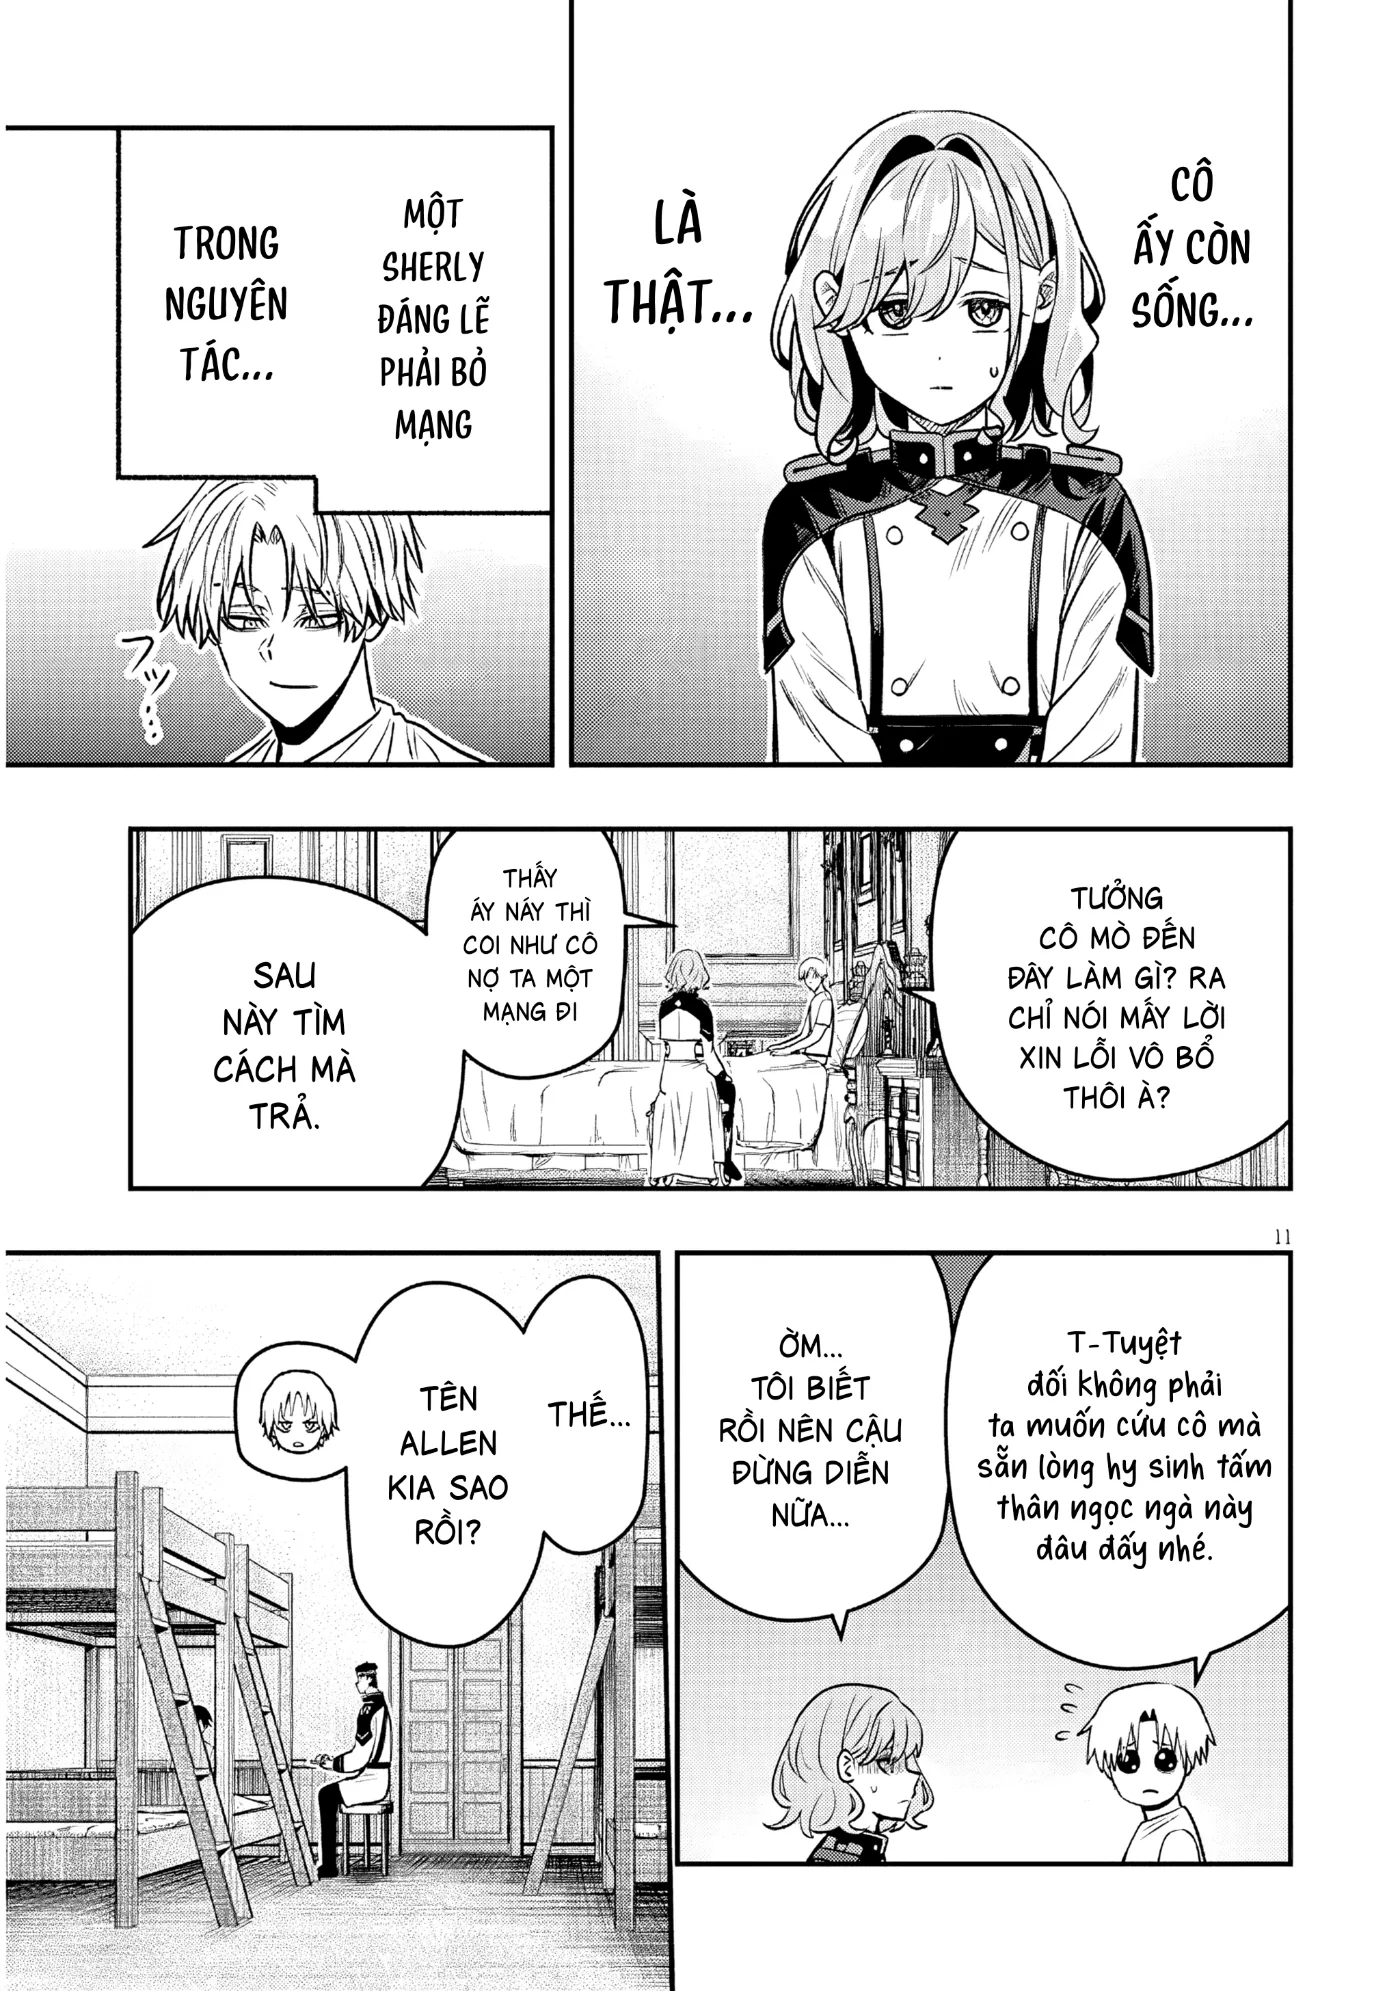 CÔ
ẤY CÒN
SỐNG...
LÀ
THẬT...
MỘT
SHERLY
ĐÁNG LẼ
PHẢI BỎ
MẠNG
TRONG
NGUYÊN
TÁC...
フッ…
TƯỞNG
CÔ MÒ ĐẾN
ĐÂY LÀM GÌ? RA
CHỈ NÓI MẤY LỜI
XIN LỖI VÔ BỔ
THÔI À?
THẤY
ÁY NÁY THÌ
COI NHƯ CÔ
NỢ TA MỘT
MẠNG ĐI
SAU
NÀY TÌM
CÁCH MÀ
TRẢ.
11
T-Tuyệt
đối không phải
ta muốn cứu cô mà
sẵn lòng hy sinh tấm
thân ngọc ngà này
đâu đấy nhé.
ỜM...
TÔI BIẾT
RỒI NÊN CẬU
ĐỪNG DIỄN
NỮA...
THẾ...
TÊN
ALLEN
KIA SAO
RỒI?